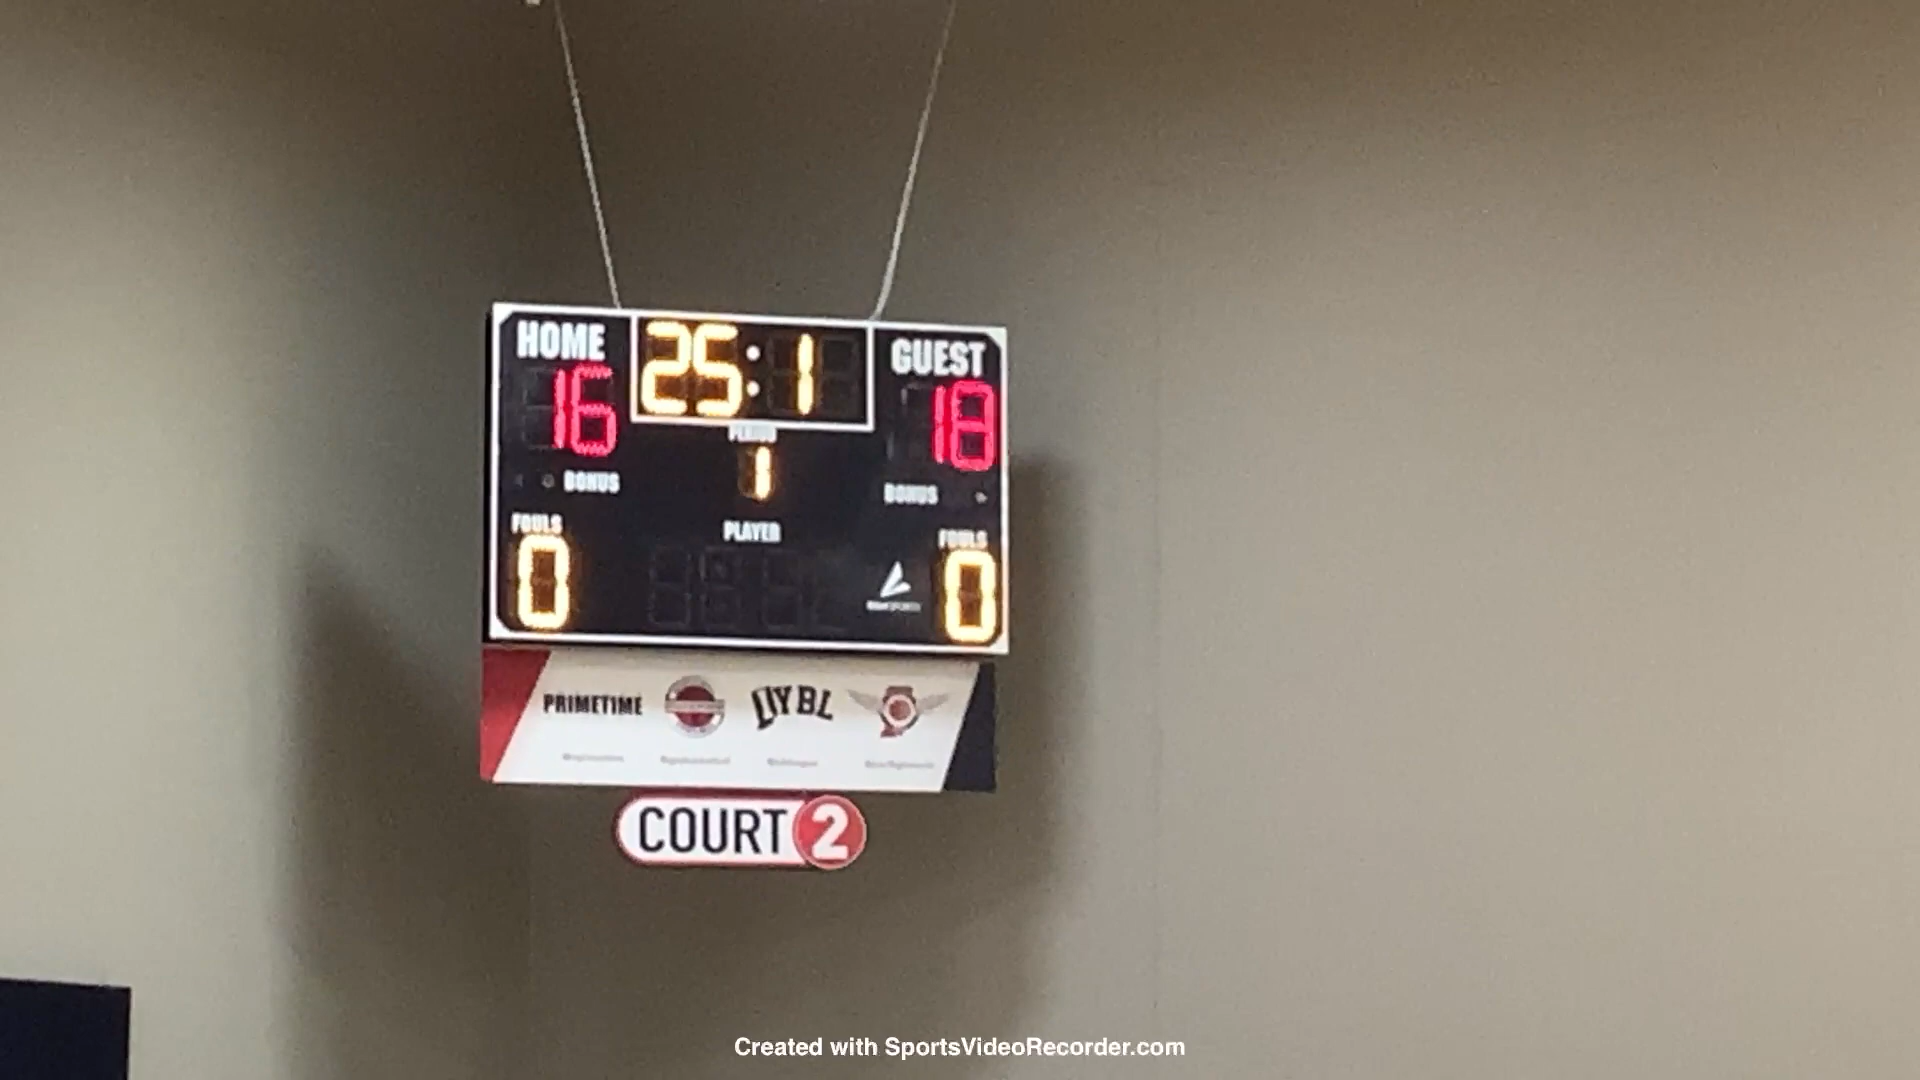 HOME 25:1 GUEST
16 18
PERIOD
1
BONUS BONUS
FOULS PLAYER FOULS
0 0
PRIMETIME IYBL
COURT 2
Created with SportsVideoRecorder.com